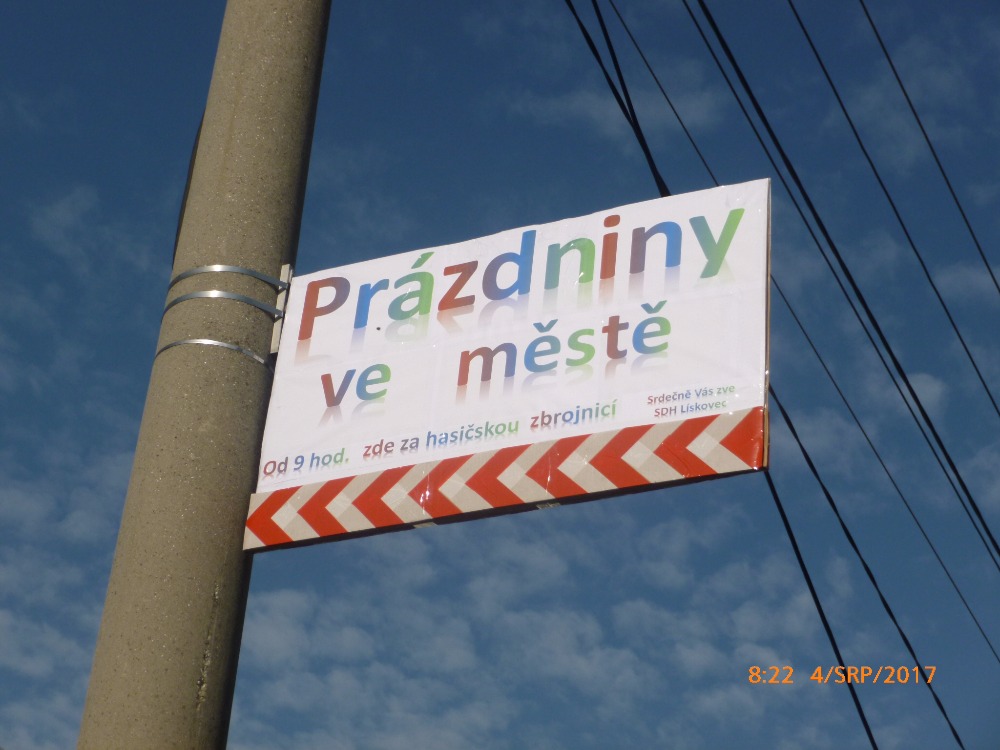 Prázdniny
ve městě
Od 9 hod. zde za hasičskou zbrojnicí
Srdečně Vás zve
SDH Lískovec
8:22 4/SRP/2017